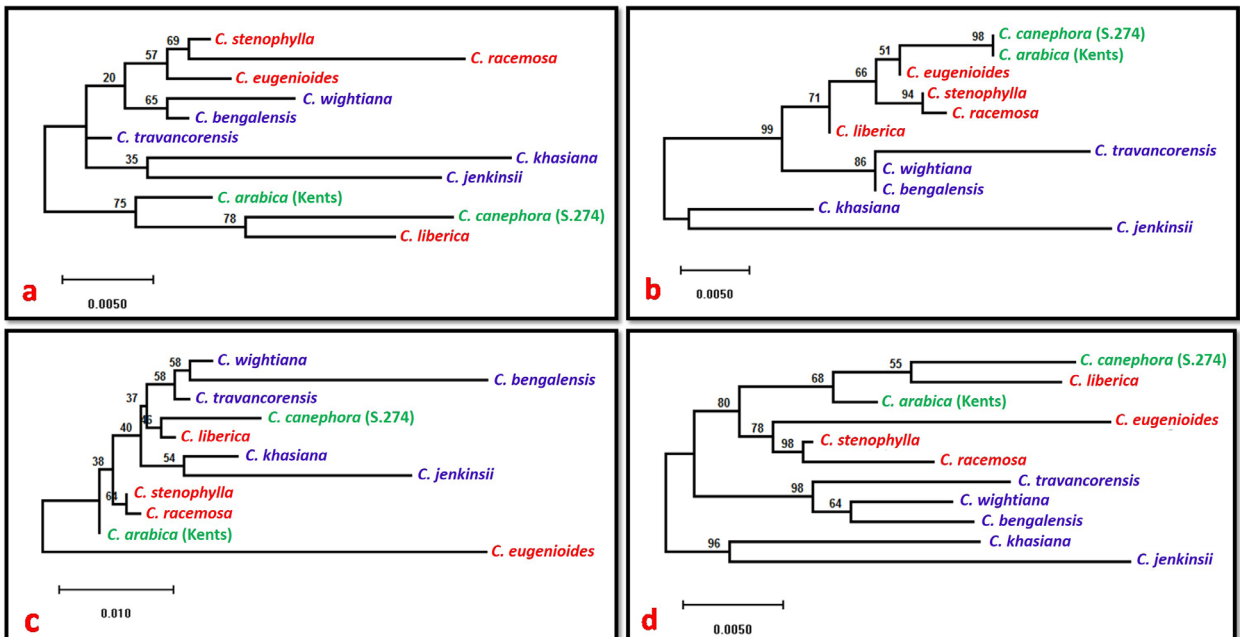 69
C. stenophylla
57
C. racemosa
20
C. eugenioides
65
C. wightiana
C. bengalensis
C. travancorensis
35
C. khasiana
C. jenkinsii
75
C. arabica (Kents)
78
C. canephora (S.274)
C. liberica
a
0.0050
98
C. canephora (S.274)
51
C. arabica (Kents)
66
C. eugenioides
94
C. stenophylla
71
C. racemosa
99
C. liberica
86
C. travancorensis
C. wightiana
C. bengalensis
C. khasiana
C. jenkinsii
b
0.0050
58
C. wightiana
58
C. bengalensis
37
C. travancorensis
46
C. canephora (S.274)
40
C. liberica
38
54
C. khasiana
C. jenkinsii
64
C. stenophylla
C. racemosa
C. arabica (Kents)
C. eugenioides
c
0.010
55
C. canephora (S.274)
68
C. liberica
80
C. arabica (Kents)
78
C. eugenioides
98
C. stenophylla
C. racemosa
98
C. travancorensis
64
C. wightiana
C. bengalensis
96
C. khasiana
C. jenkinsii
d
0.0050